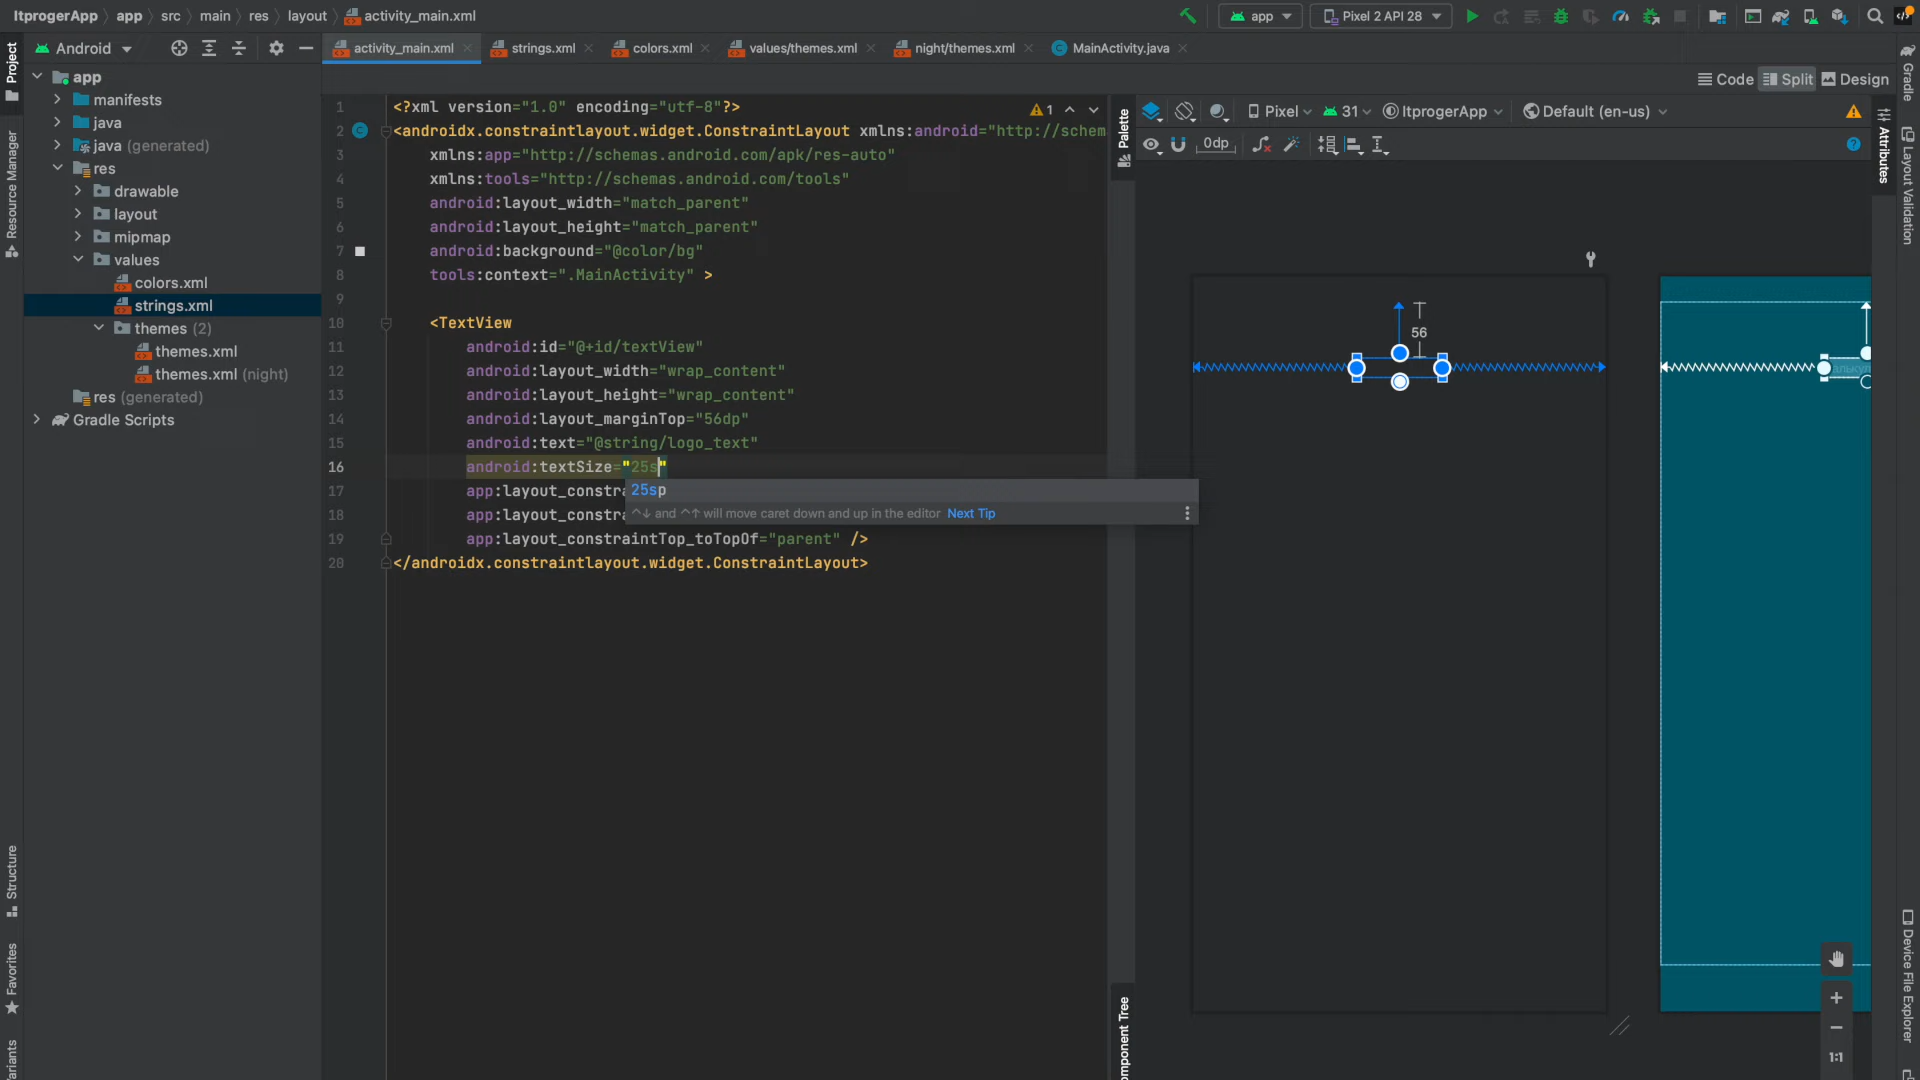 ItprogerApp app src main res layout activity_main.xml
app Pixel 2 API 28
Android
activity_main.xml strings.xml colors.xml values/themes.xml night/themes.xml MainActivity.java
Code Split Design
Project
Resource Manager
Structure
Favorites
app
manifests
java
java (generated)
res
drawable
layout
mipmap
values
colors.xml
strings.xml
themes (2)
themes.xml
themes.xml (night)
res (generated)
Gradle Scripts
1 <?xml version="1.0" encoding="utf-8"?>
2 <androidx.constraintlayout.widget.ConstraintLayout xmlns:android="http://schem
3 xmlns:app="http://schemas.android.com/apk/res-auto"
4 xmlns:tools="http://schemas.android.com/tools"
5 android:layout_width="match_parent"
6 android:layout_height="match_parent"
7 android:background="@color/bg"
8 tools:context=".MainActivity" >
9
10 <TextView
11 android:id="@+id/textView"
12 android:layout_width="wrap_content"
13 android:layout_height="wrap_content"
14 android:layout_marginTop="56dp"
15 android:text="@string/logo_text"
16 android:textSize="25s"
17 app:layout_constra
18 app:layout_constra
19 app:layout_constraintTop_toTopOf="parent" />
20 </androidx.constraintlayout.widget.ConstraintLayout>
25sp
^↓ and ^↑ will move caret down and up in the editor Next Tip
1
Palette
Component Tree
Pixel 31 ItprogerApp Default (en-us)
0dp
56
Attributes
Gradle
Layout Validation
Device File Explorer
1:1